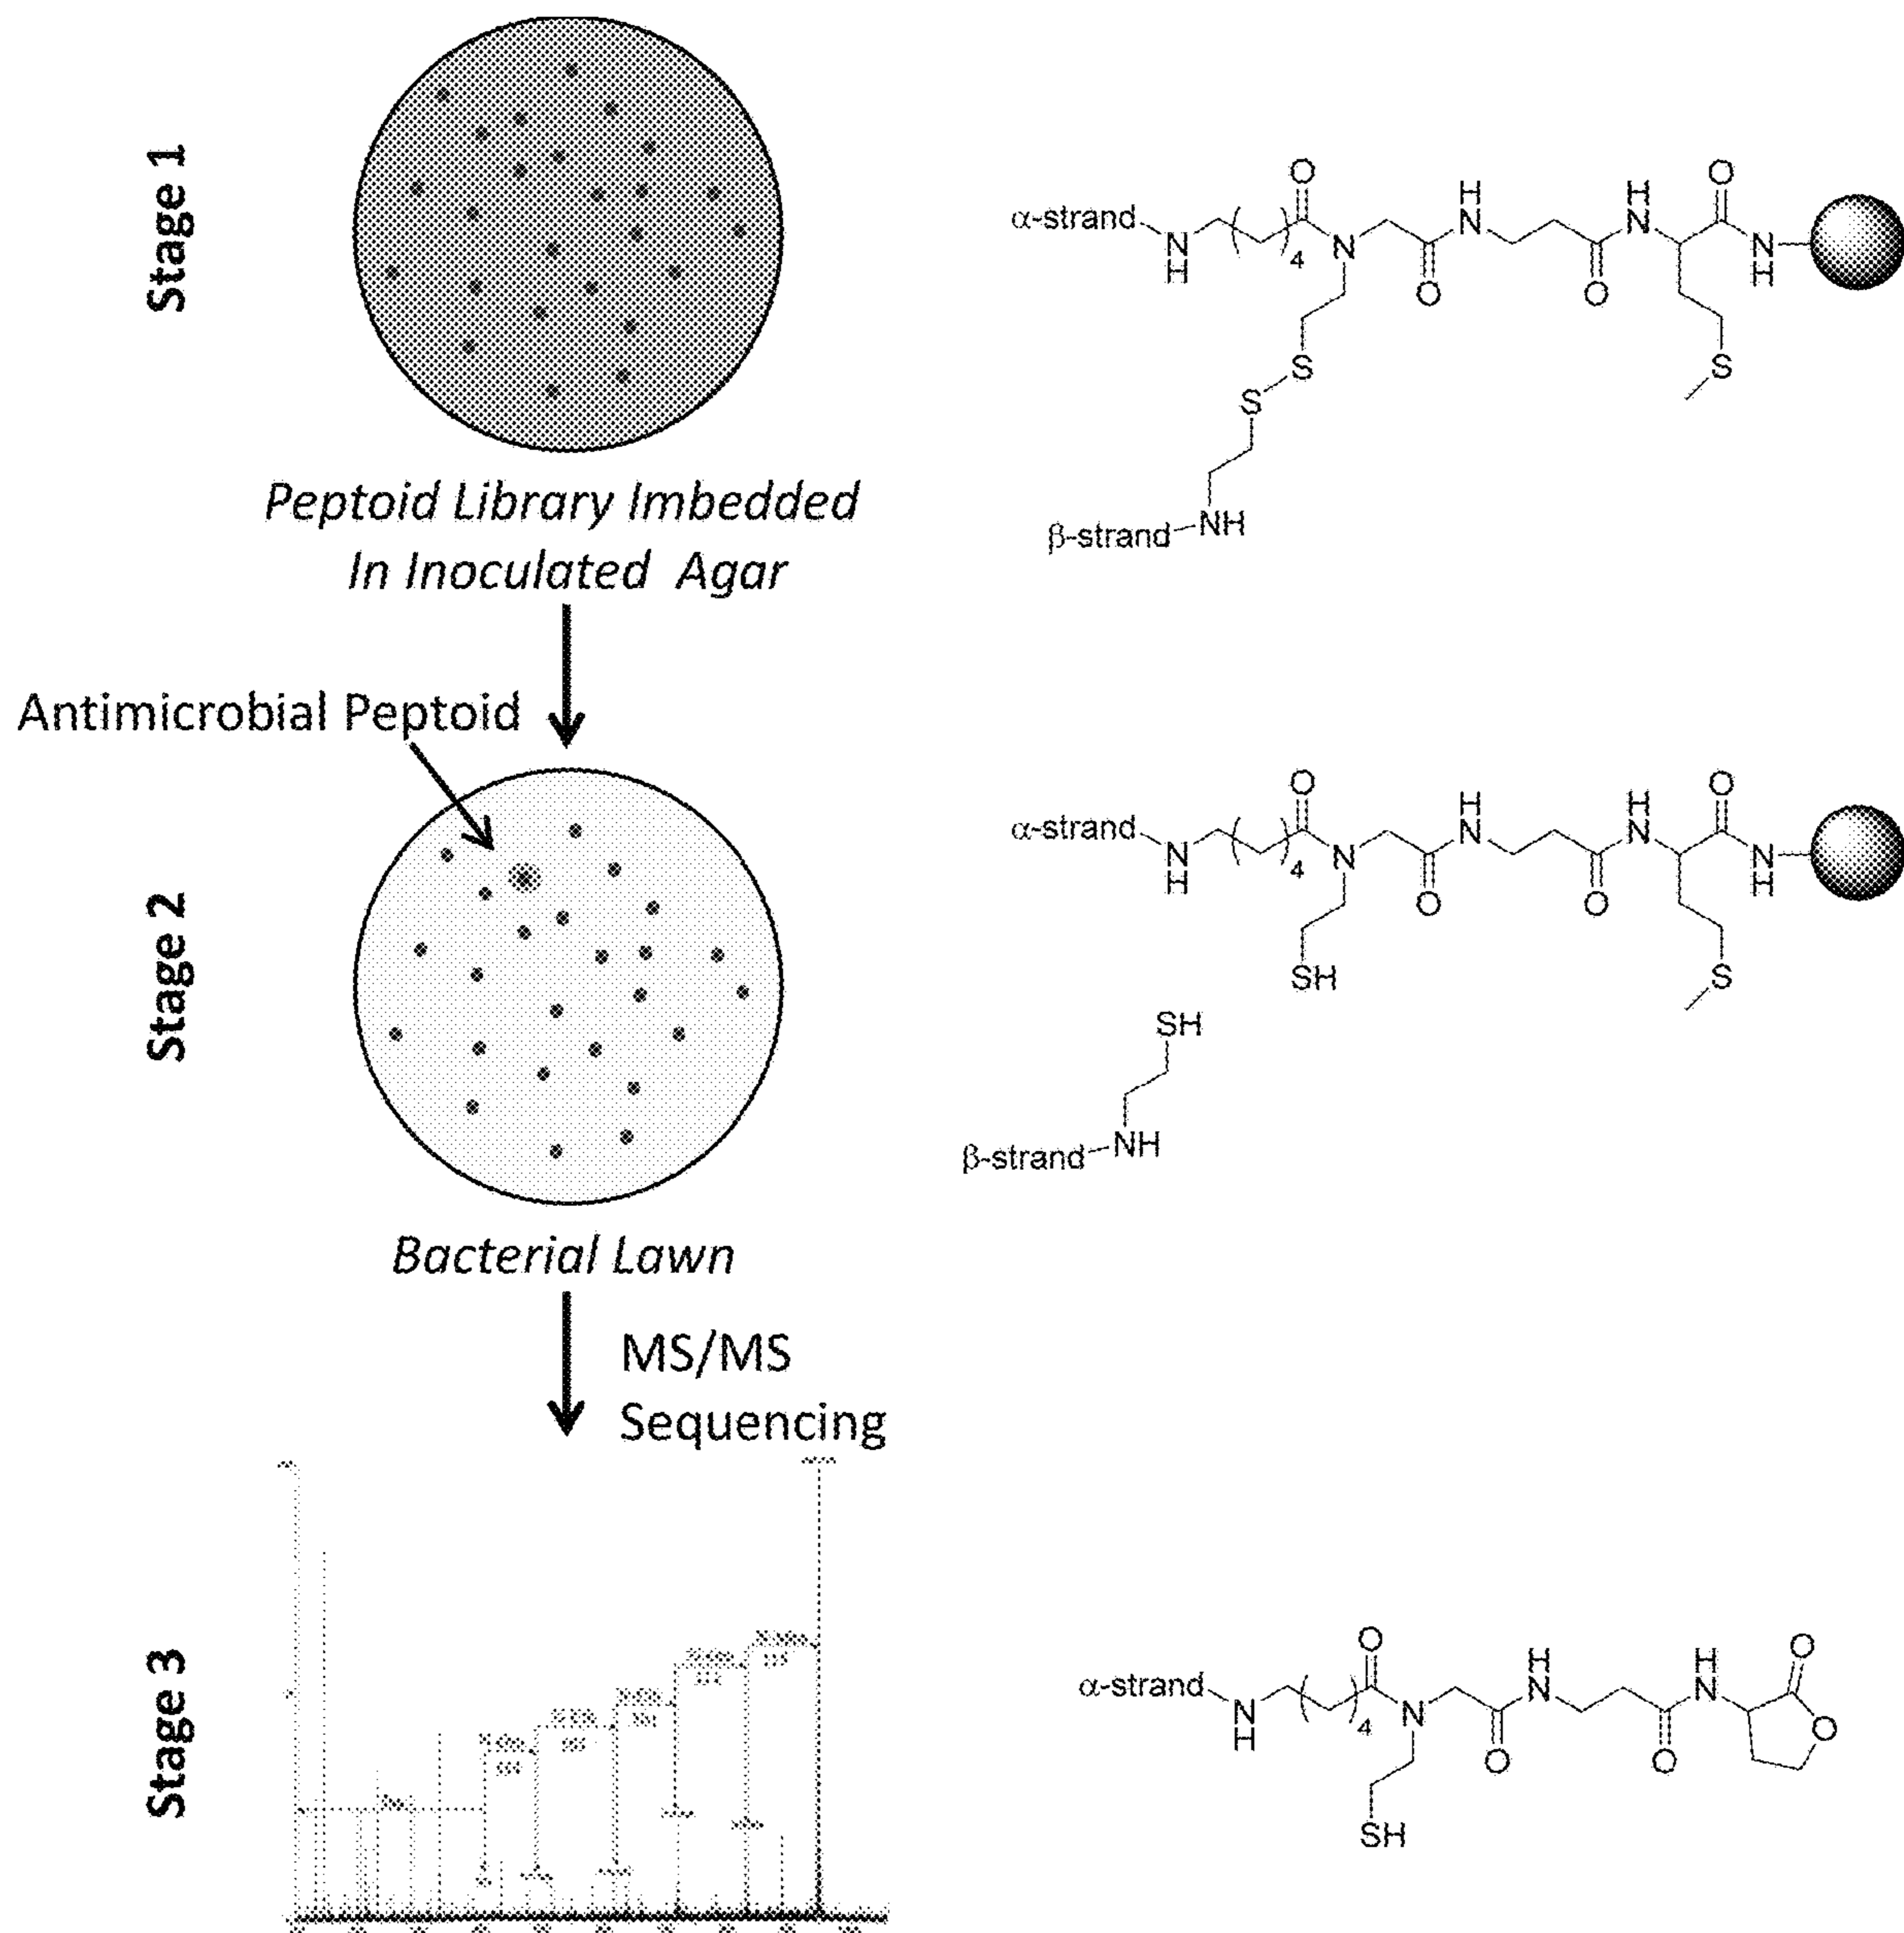 Stage 1
Peptoid Library Imbedded
In Inoculated Agar
α-strand
N
H
4
O
N
O
H
N
O
H
N
O
N
H
S
S
S
β-strand
NH
Antimicrobial Peptoid
Stage 2
Bacterial Lawn
α-strand
N
H
4
O
N
O
H
N
O
H
N
O
N
H
SH
S
SH
β-strand
NH
MS/MS
Sequencing
Stage 3
α-strand
N
H
4
O
N
O
H
N
O
H
N
O
O
SH